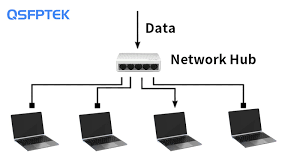 QSFPTEK
Data
Network Hub